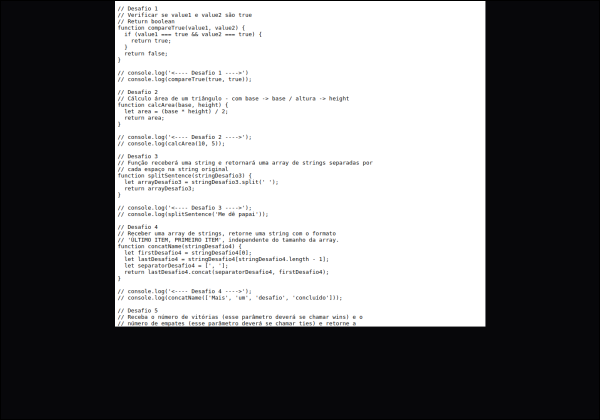 // Desafio 1
// Verificar se value1 e value2 são true
// Return boolean
function compareTrue(value1, value2) {
  if (value1 === true && value2 === true) {
    return true;
  }
  return false;
}

// console.log('<---- Desafio 1 ---->')
// console.log(compareTrue(true, true));

// Desafio 2
// Cálculo área de um triângulo - com base -> base / altura -> height
function calcArea(base, height) {
  let area = (base * height) / 2;
  return area;
}

// console.log('<---- Desafio 2 ---->');
// console.log(calcArea(10, 5));

// Desafio 3
// Função receberá uma string e retornará uma array de strings separadas por
// cada espaço na string original
function splitSentence(stringDesafio3) {
  let arrayDesafio3 = stringDesafio3.split(' ');
  return arrayDesafio3;
}

// console.log('<---- Desafio 3 ---->');
// console.log(splitSentence('Me dê papai'));

// Desafio 4
// Receber uma array de strings, retorne uma string com o formato
// 'ÚLTIMO ITEM, PRIMEIRO ITEM', independente do tamanho da array.
function concatName(stringDesafio4) {
  let firstDesafio4 = stringDesafio4[0];
  let lastDesafio4 = stringDesafio4[stringDesafio4.length - 1];
  let separatorDesafio4 = [', '];
  return lastDesafio4.concat(separatorDesafio4, firstDesafio4);
}

// console.log('<---- Desafio 4 ---->');
// console.log(concatName(['Mais', 'um', 'desafio', 'concluído']));

// Desafio 5
// Receba o número de vitórias (esse parâmetro deverá se chamar wins) e o
// número de empates (esse parâmetro deverá se chamar ties) e retorne a